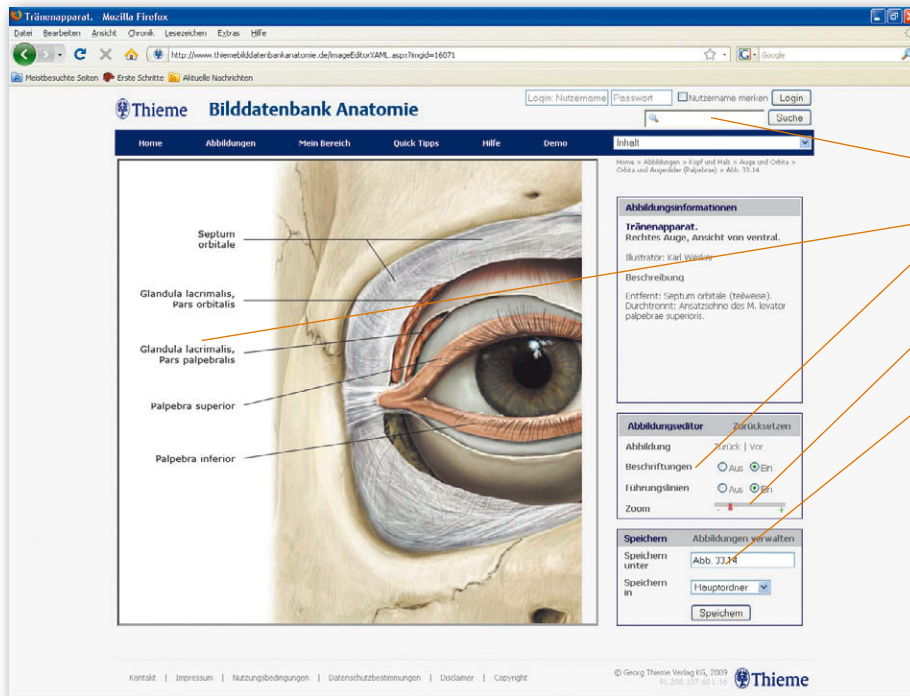 Tränenapparat. - Mozilla Firefox
Datei Bearbeiten Ansicht Chronik Lesezeichen Extras Hilfe
http://www.thiemebilddatenbankanatomie.de/ImageEditorXAML.aspx?imgid=16071
Google
Meistbesuchte Seiten Erste Schritte Aktuelle Nachrichten
Thieme Bilddatenbank Anatomie
Login: Nutzername Passwort Nutzername merken Login
Suche
Home Abbildungen Mein Bereich Quick Tipps Hilfe Demo Inhalt
Home > Abbildungen > Kopf und Hals > Auge und Orbita >
Orbita und Augenlider (Palpebrae) > Abb. 33.14
Septum
orbitale
Glandula lacrimalis,
Pars orbitalis
Glandula lacrimalis,
Pars palpebralis
Palpebra superior
Palpebra inferior
Abbildungsinformationen
Tränenapparat.
Rechtes Auge, Ansicht von ventral.
Illustrator: Karl Wesker
Beschreibung
Entfernt: Septum orbitale (teilweise).
Durchtrennt: Ansatzsehne des M. levator
palpebrae superioris.
Abbildungseditor Zurücksetzen
Abbildung Zurück | Vor
Beschriftungen Aus Ein
Führungslinien Aus Ein
Zoom - +
Speichern Abbildungen verwalten
Speichern
unter
Abb. 33.14
Speichern
in
Hauptordner
Speichern
Kontakt | Impressum | Nutzungsbedingungen | Datenschutzbestimmungen | Disclaimer | Copyright
© Georg Thieme Verlag KG, 2009
Thieme